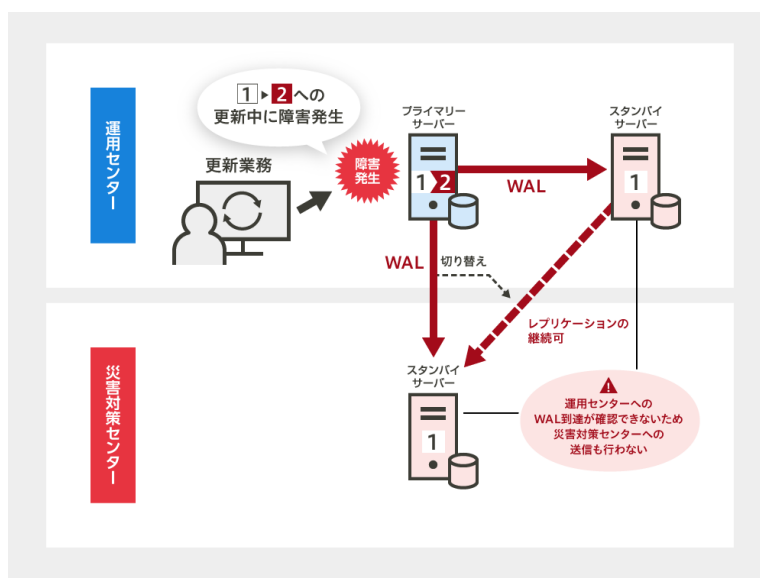 運用センター
1▶2への
更新中に障害発生
更新業務
障害
発生
プライマリー
サーバー
1 2
WAL
スタンバイ
サーバー
1
WAL
切り替え
レプリケーションの
継続可
災害対策センター
スタンバイ
サーバー
1
!
運用センターへの
WAL到達が確認できないため
災害対策センターへの
送信も行わない